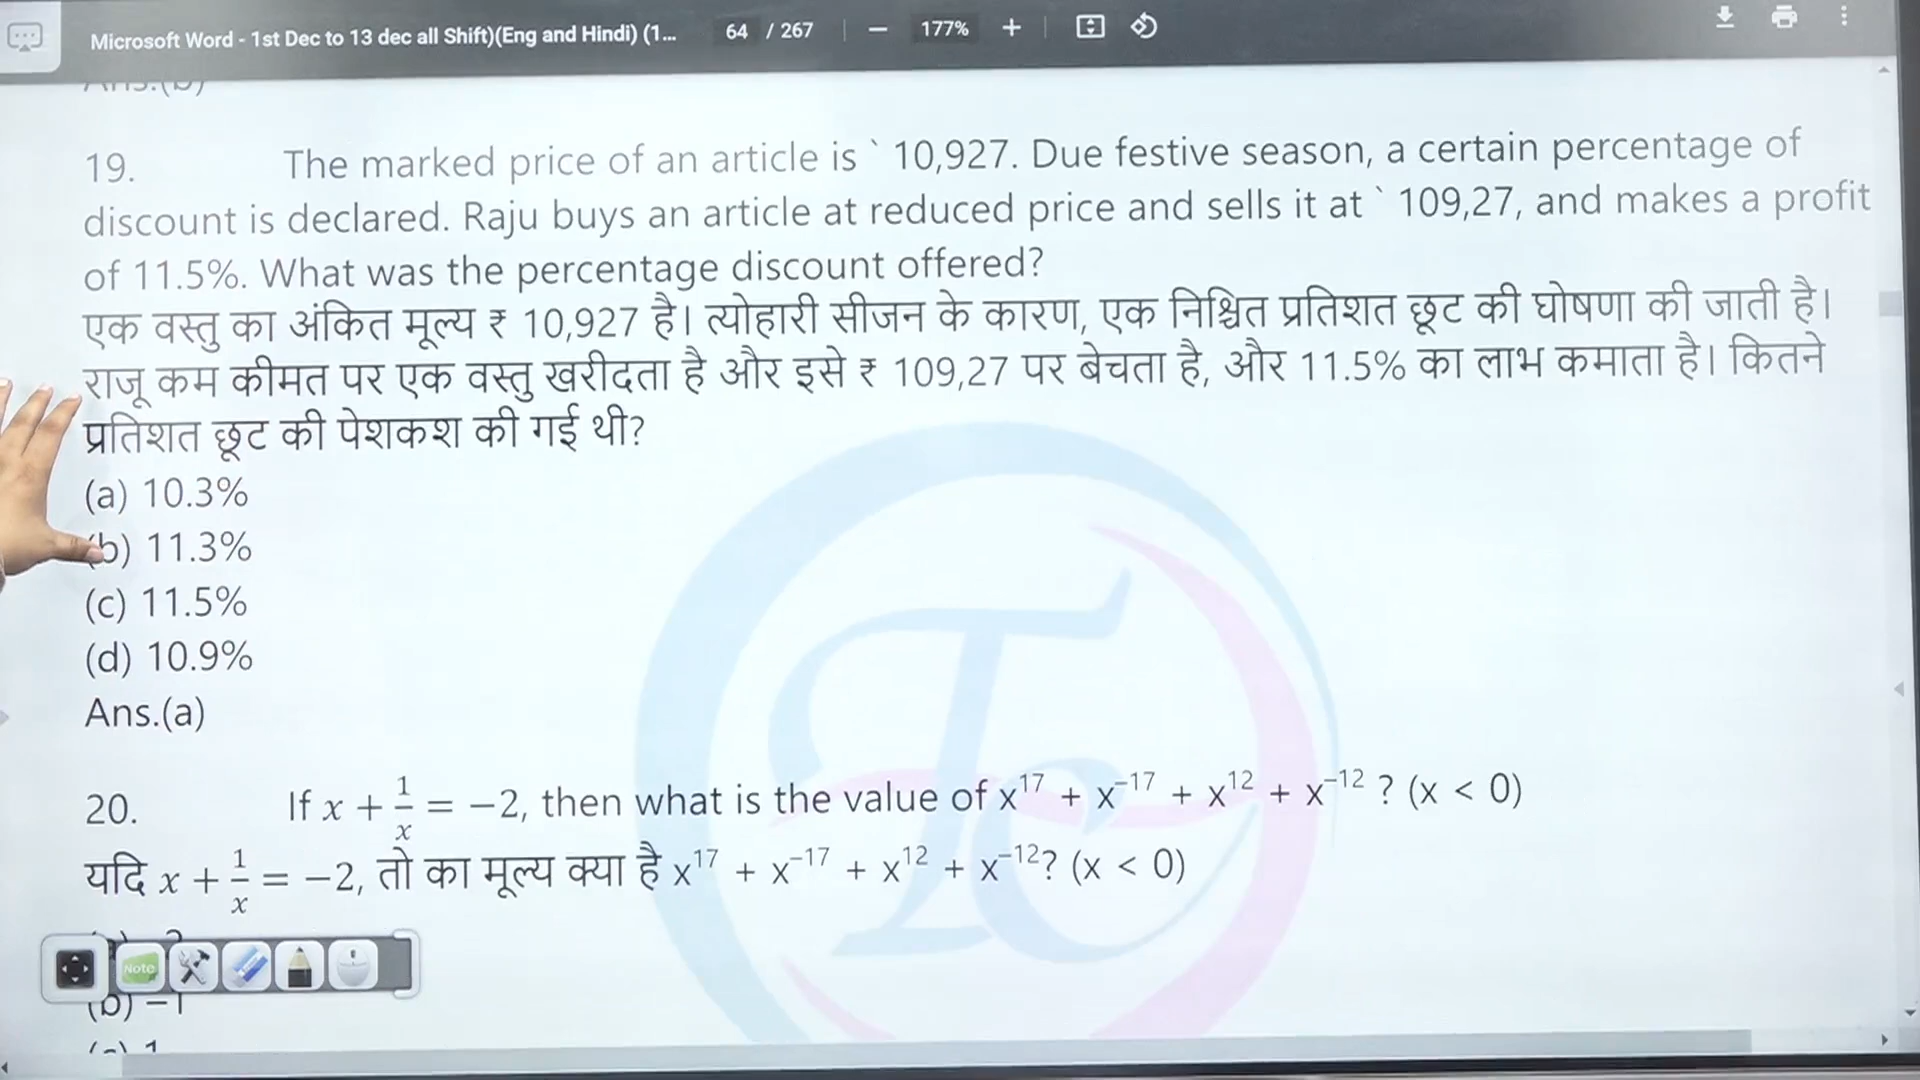 Microsoft Word - 1st Dec to 13 dec all Shift)(Eng and Hindi) (1... 64 / 267 177%
19. The marked price of an article is ` 10,927. Due festive season, a certain percentage of
discount is declared. Raju buys an article at reduced price and sells it at ` 109,27, and makes a profit
of 11.5%. What was the percentage discount offered?
एक वस्तु का अंकित मूल्य ₹ 10,927 है। त्योहारी सीजन के कारण, एक निश्चित प्रतिशत छूट की घोषणा की जाती है।
राजू कम कीमत पर एक वस्तु खरीदता है और इसे ₹ 109,27 पर बेचता है, और 11.5% का लाभ कमाता है। कितने
प्रतिशत छूट की पेशकश की गई थी?
(a) 10.3%
(b) 11.3%
(c) 11.5%
(d) 10.9%
Ans.(a)
20. If x + 1/x = −2, then what is the value of x¹⁷ + x⁻¹⁷ + x¹² + x⁻¹² ? (x < 0)
यदि x + 1/x = −2, तो का मूल्य क्या है x¹⁷ + x⁻¹⁷ + x¹² + x⁻¹²? (x < 0)
Note
(b) −1